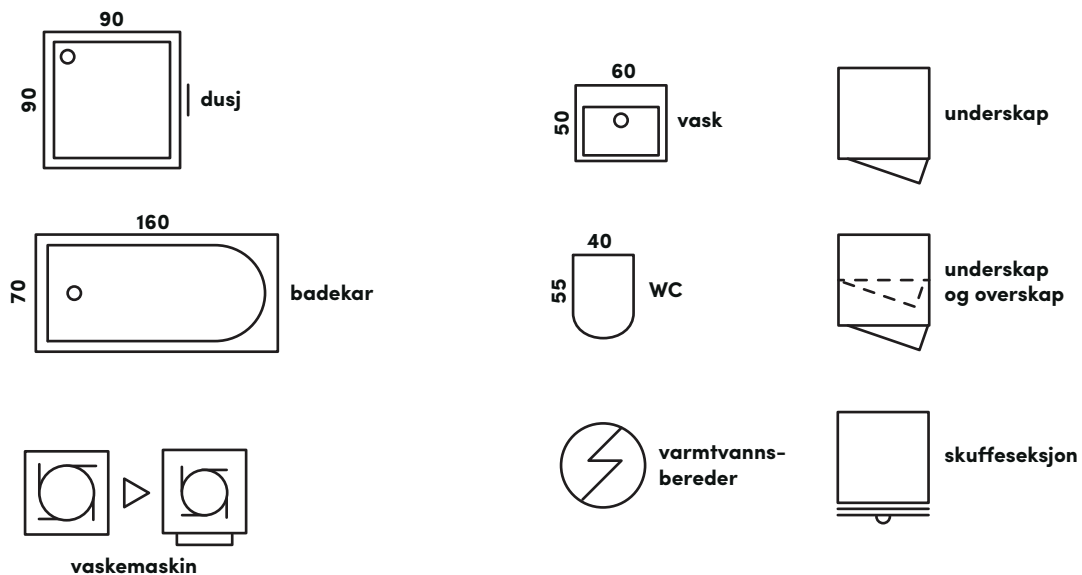 90
90
dusj
60
50
vask
underskap
160
70
badekar
40
55
WC
underskap
og overskap
vaskemaskin
varmtvanns-
bereder
skuffeseksjon